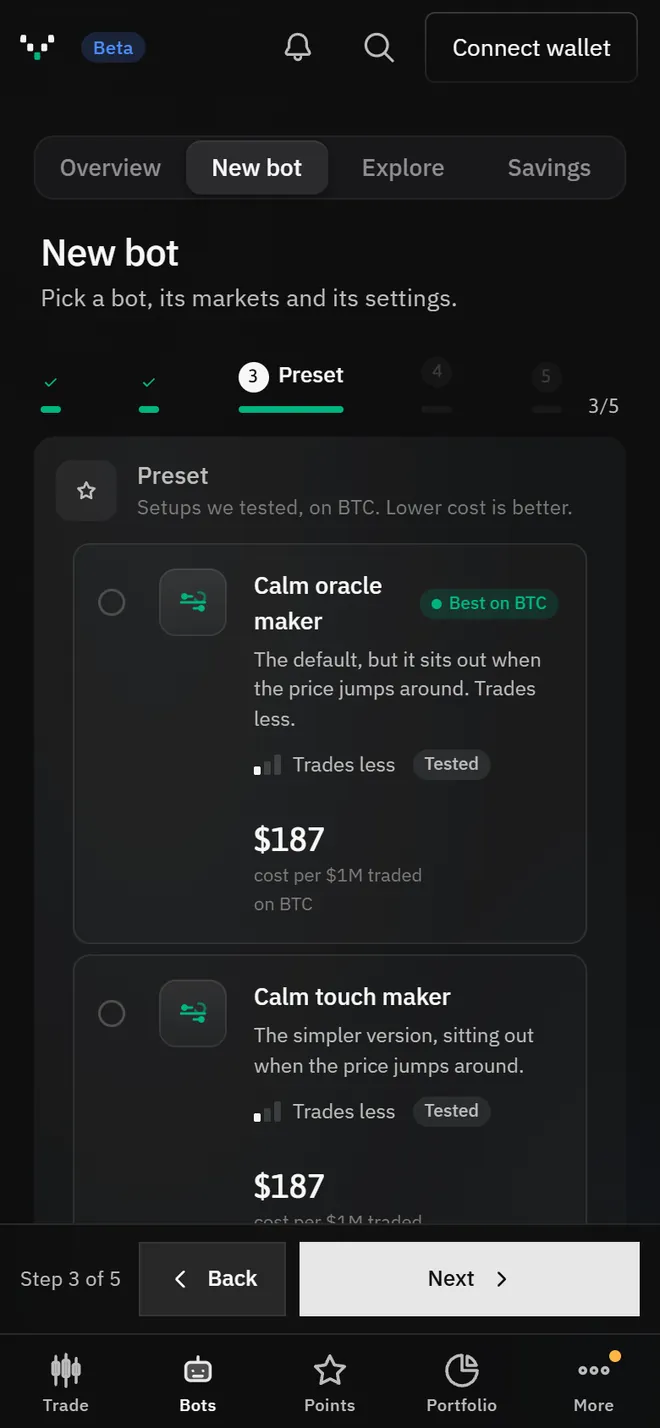 Beta
Connect wallet
Overview
New bot
Explore
Savings
New bot
Pick a bot, its markets and its settings.
3 Preset
4
5
3/5
Preset
Setups we tested, on BTC. Lower cost is better.
Calm oracle
maker
Best on BTC
The default, but it sits out when
the price jumps around. Trades
less.
Trades less
Tested
$187
cost per $1M traded
on BTC
Calm touch maker
The simpler version, sitting out
when the price jumps around.
Trades less
Tested
$187
cost per $1M traded
Step 3 of 5
Back
Next
Trade
Bots
Points
Portfolio
More